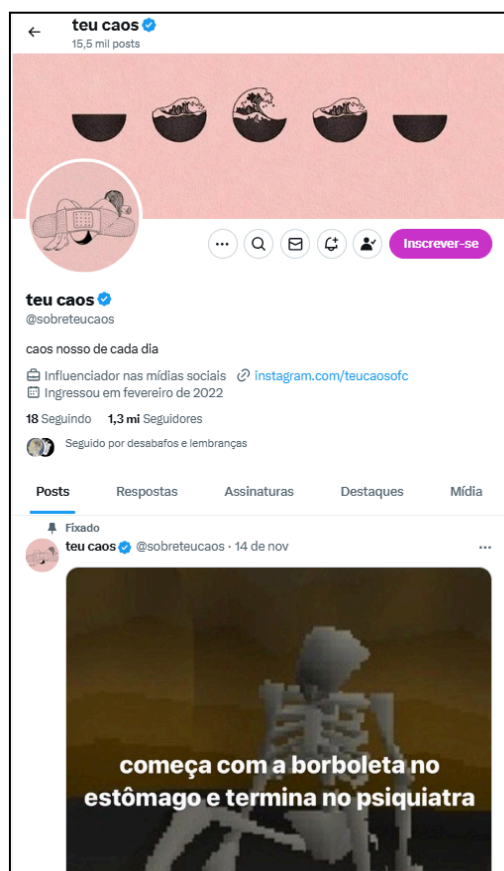 teu caos
15,5 mil posts
Inscrever-se
teu caos
@sobreteucaos
caos nosso de cada dia
Influenciador nas mídias sociais instagram.com/teucaosofc
Ingressou em fevereiro de 2022
18 Seguindo 1,3 mi Seguidores
Seguido por desabafos e lembranças
Posts Respostas Assinaturas Destaques Mídia
Fixado
teu caos @sobreteucaos · 14 de nov
começa com a borboleta no
estômago e termina no psiquiatra